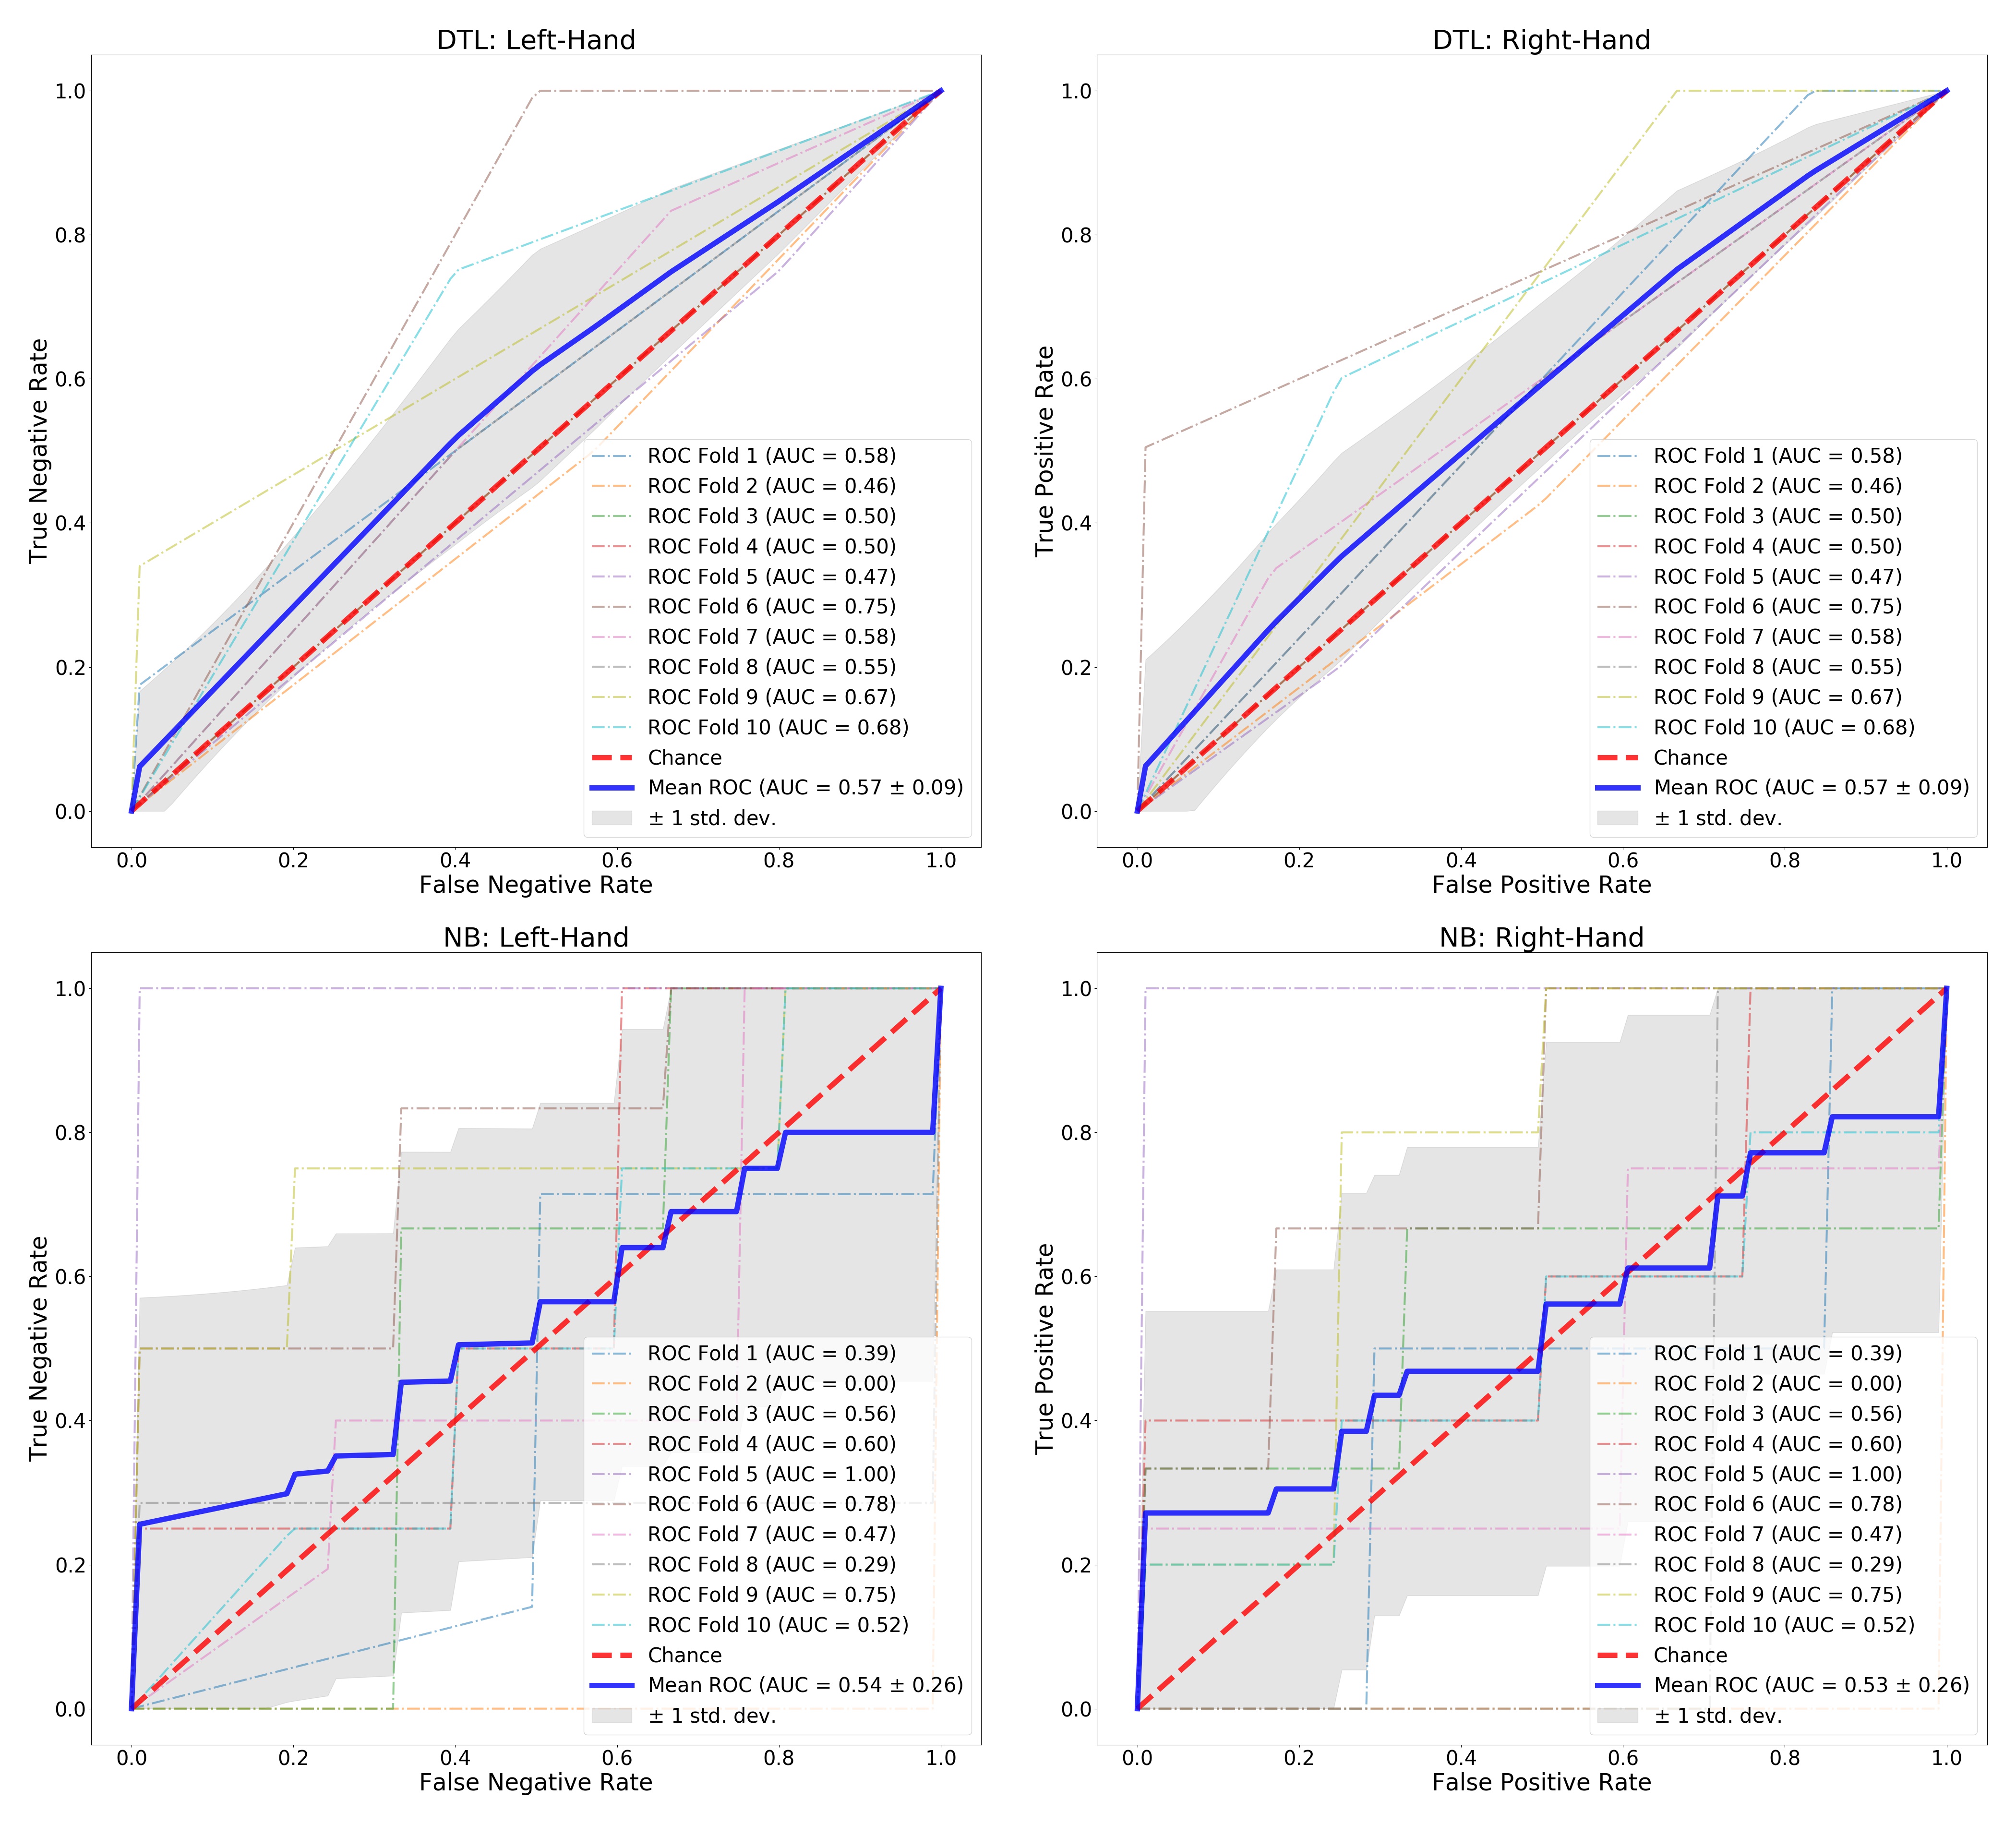 DTL: Left-Hand
True Negative Rate
1.0
0.8
0.6
0.4
0.2
0.0
ROC Fold 1 (AUC = 0.58)
ROC Fold 2 (AUC = 0.46)
ROC Fold 3 (AUC = 0.50)
ROC Fold 4 (AUC = 0.50)
ROC Fold 5 (AUC = 0.47)
ROC Fold 6 (AUC = 0.75)
ROC Fold 7 (AUC = 0.58)
ROC Fold 8 (AUC = 0.55)
ROC Fold 9 (AUC = 0.67)
ROC Fold 10 (AUC = 0.68)
Chance
Mean ROC (AUC = 0.57 ± 0.09)
± 1 std. dev.
0.0 0.2 0.4 0.6 0.8 1.0
False Negative Rate
DTL: Right-Hand
True Positive Rate
1.0
0.8
0.6
0.4
0.2
0.0
ROC Fold 1 (AUC = 0.58)
ROC Fold 2 (AUC = 0.46)
ROC Fold 3 (AUC = 0.50)
ROC Fold 4 (AUC = 0.50)
ROC Fold 5 (AUC = 0.47)
ROC Fold 6 (AUC = 0.75)
ROC Fold 7 (AUC = 0.58)
ROC Fold 8 (AUC = 0.55)
ROC Fold 9 (AUC = 0.67)
ROC Fold 10 (AUC = 0.68)
Chance
Mean ROC (AUC = 0.57 ± 0.09)
± 1 std. dev.
0.0 0.2 0.4 0.6 0.8 1.0
False Positive Rate
NB: Left-Hand
True Negative Rate
1.0
0.8
0.6
0.4
0.2
0.0
ROC Fold 1 (AUC = 0.39)
ROC Fold 2 (AUC = 0.00)
ROC Fold 3 (AUC = 0.56)
ROC Fold 4 (AUC = 0.60)
ROC Fold 5 (AUC = 1.00)
ROC Fold 6 (AUC = 0.78)
ROC Fold 7 (AUC = 0.47)
ROC Fold 8 (AUC = 0.29)
ROC Fold 9 (AUC = 0.75)
ROC Fold 10 (AUC = 0.52)
Chance
Mean ROC (AUC = 0.54 ± 0.26)
± 1 std. dev.
0.0 0.2 0.4 0.6 0.8 1.0
False Negative Rate
NB: Right-Hand
True Positive Rate
1.0
0.8
0.6
0.4
0.2
0.0
ROC Fold 1 (AUC = 0.39)
ROC Fold 2 (AUC = 0.00)
ROC Fold 3 (AUC = 0.56)
ROC Fold 4 (AUC = 0.60)
ROC Fold 5 (AUC = 1.00)
ROC Fold 6 (AUC = 0.78)
ROC Fold 7 (AUC = 0.47)
ROC Fold 8 (AUC = 0.29)
ROC Fold 9 (AUC = 0.75)
ROC Fold 10 (AUC = 0.52)
Chance
Mean ROC (AUC = 0.53 ± 0.26)
± 1 std. dev.
0.0 0.2 0.4 0.6 0.8 1.0
False Positive Rate